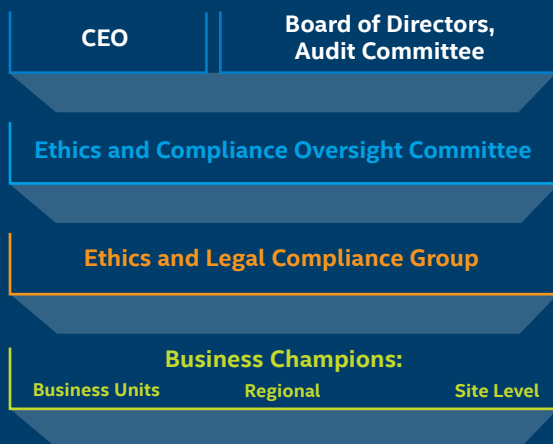 CEO
Board of Directors,
Audit Committee
Ethics and Compliance Oversight Committee
Ethics and Legal Compliance Group
Business Champions:
Business Units Regional Site Level